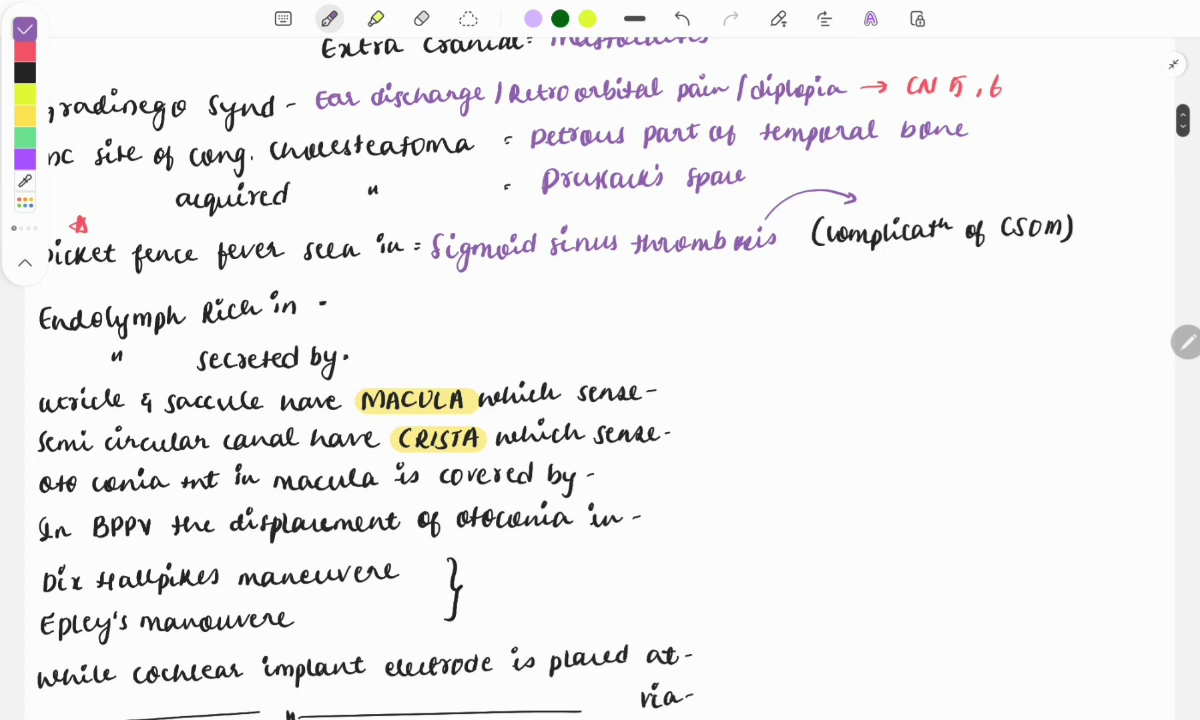 Extra cranial = Mastoiditis
gradinego Synd - Ear discharge / Retro orbital pain / diplopia → CN 5, 6
site of cong. Cholesteatoma = petrous part of temporal bone
acquired " = Prussack's space
picket fence fever seen in = Sigmoid sinus thrombosis (complicatn of CSOM)
Endolymph Rich in -
" secreted by.
utricle & saccule have MACULA which sense -
Semi circular canal have CRISTA which sense -
oto conia in macula is covered by -
In BPPV the displacement of otoconia in -
Dix Hallpikes maneuvere }
Epley's manouvere
while cochlear implant electrode is placed at -
via -